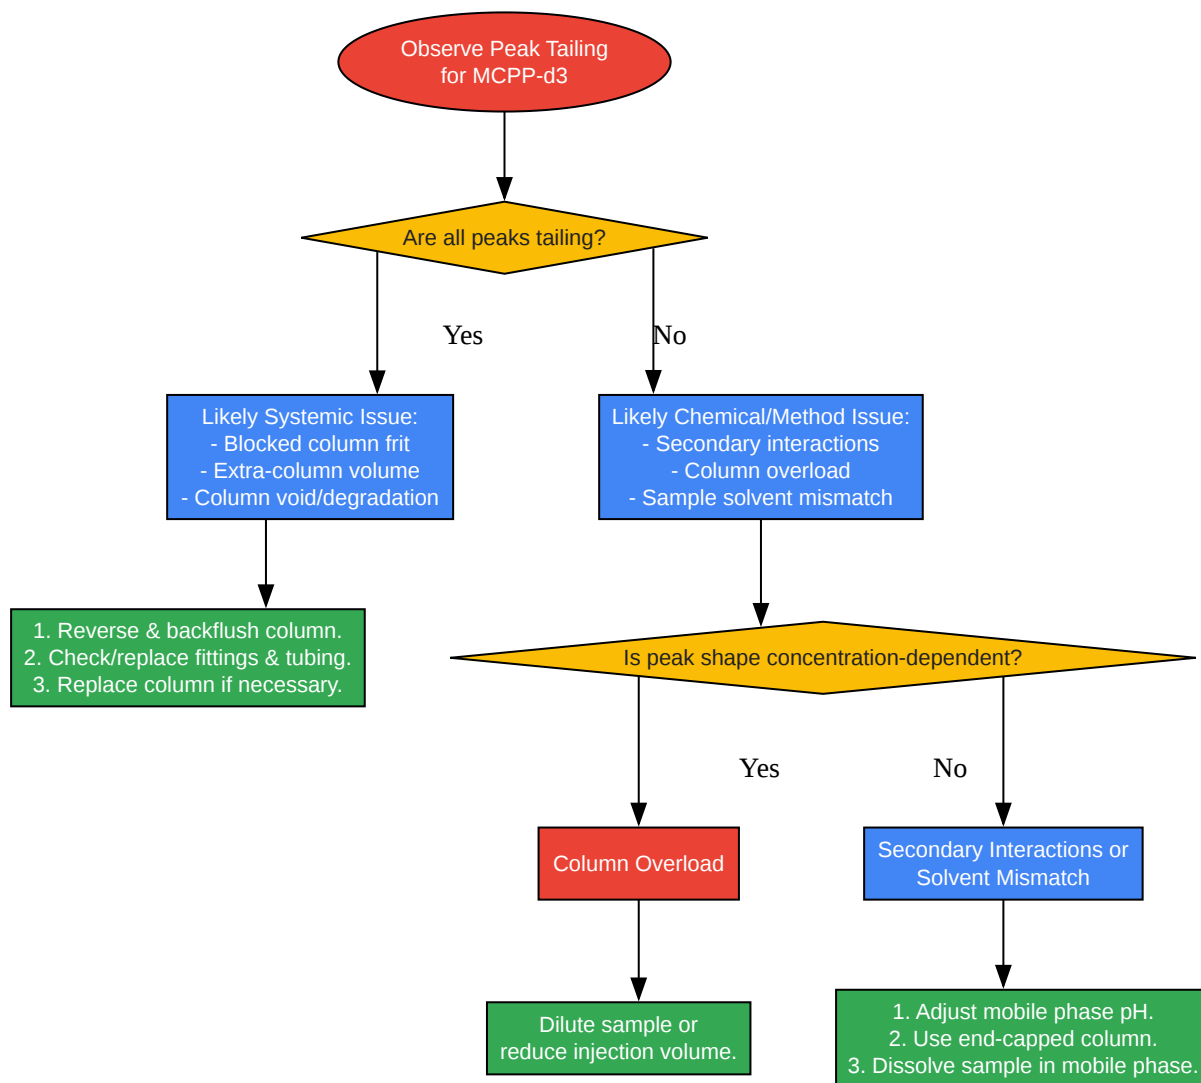 Observe Peak Tailing
for MCPP-d3
Are all peaks tailing?
Yes
No
Likely Systemic Issue:
- Blocked column frit
- Extra-column volume
- Column void/degradation
Likely Chemical/Method Issue:
- Secondary interactions
- Column overload
- Sample solvent mismatch
1. Reverse & backflush column.
2. Check/replace fittings & tubing.
3. Replace column if necessary.
Is peak shape concentration-dependent?
Yes
No
Column Overload
Secondary Interactions or
Solvent Mismatch
Dilute sample or
reduce injection volume.
1. Adjust mobile phase pH.
2. Use end-capped column.
3. Dissolve sample in mobile phase.